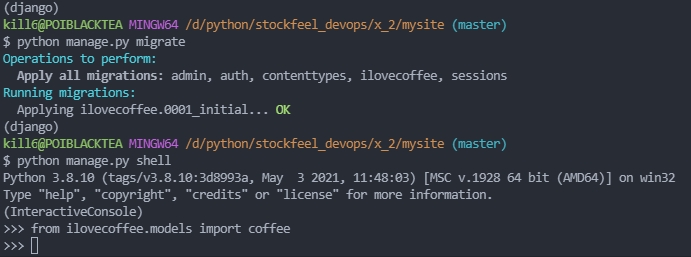 (django)
kill6@POIBLACKTEA MINGW64 /d/python/stockfeel_devops/x_2/mysite (master)
$ python manage.py migrate
Operations to perform:
  Apply all migrations: admin, auth, contenttypes, ilovecoffee, sessions
Running migrations:
  Applying ilovecoffee.0001_initial... OK
(django)
kill6@POIBLACKTEA MINGW64 /d/python/stockfeel_devops/x_2/mysite (master)
$ python manage.py shell
Python 3.8.10 (tags/v3.8.10:3d8993a, May  3 2021, 11:48:03) [MSC v.1928 64 bit (AMD64)] on win32
Type "help", "copyright", "credits" or "license" for more information.
(InteractiveConsole)
>>> from ilovecoffee.models import coffee
>>>